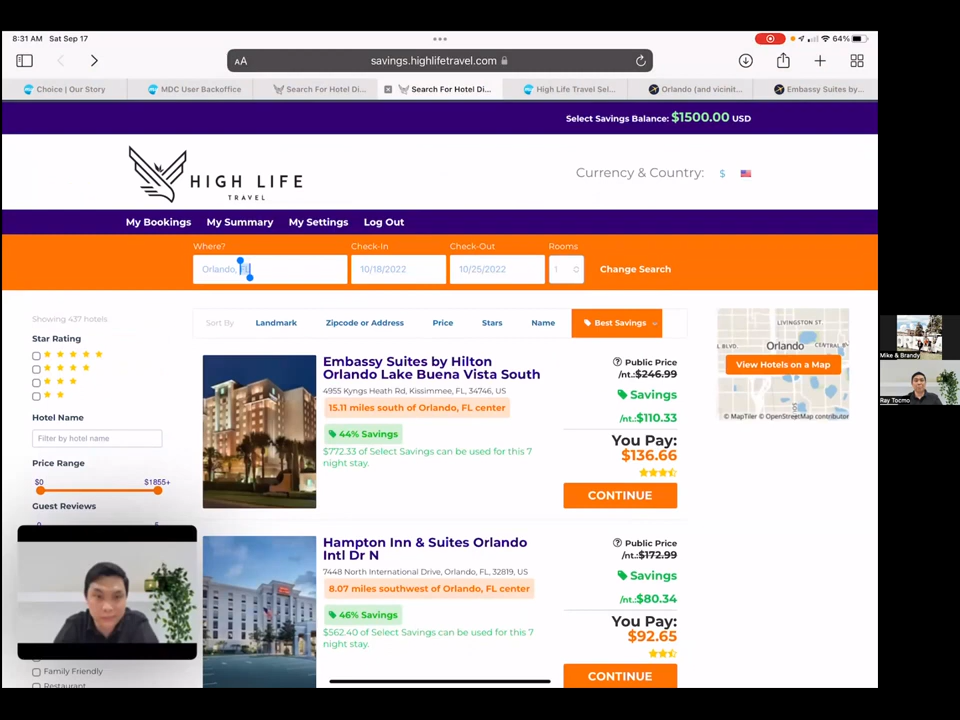 8:31 AM Sat Sep 17
64%
AA
savings.highlifetravel.com
Choice | Our Story
MDC User Backoffice
Search For Hotel Di...
Search For Hotel Di...
High Life Travel Sel...
Orlando (and vicinit...
Embassy Suites by...
Select Savings Balance: $1500.00 USD
HIGH LIFE
TRAVEL
Currency & Country: $
My Bookings My Summary My Settings Log Out
Where? Check-In Check-Out Rooms
Orlando, FL 10/18/2022 10/25/2022 1 Change Search
Showing 437 hotels
Sort By Landmark Zipcode or Address Price Stars Name Best Savings
Star Rating
Hotel Name
Filter by hotel name
Price Range
$0 $1855+
Guest Reviews
0 5
Family Friendly
Restaurant
Embassy Suites by Hilton
Orlando Lake Buena Vista South
4955 Kyngs Heath Rd, Kissimmee, FL, 34746, US
15.11 miles south of Orlando, FL center
44% Savings
$772.33 of Select Savings can be used for this 7
night stay.
Public Price
/nt.:$246.99
Savings
/nt.:$110.33
You Pay:
$136.66
CONTINUE
Hampton Inn & Suites Orlando
Intl Dr N
7448 North International Drive, Orlando, FL, 32819, US
8.07 miles southwest of Orlando, FL center
46% Savings
$562.40 of Select Savings can be used for this 7
night stay.
Public Price
/nt.:$172.99
Savings
/nt.:$80.34
You Pay:
$92.65
CONTINUE
LIVINGSTON ST.
Orlando
View Hotels on a Map
© MapTiler © OpenStreetMap contributor
Mike & Brandy
Ray Tocmo